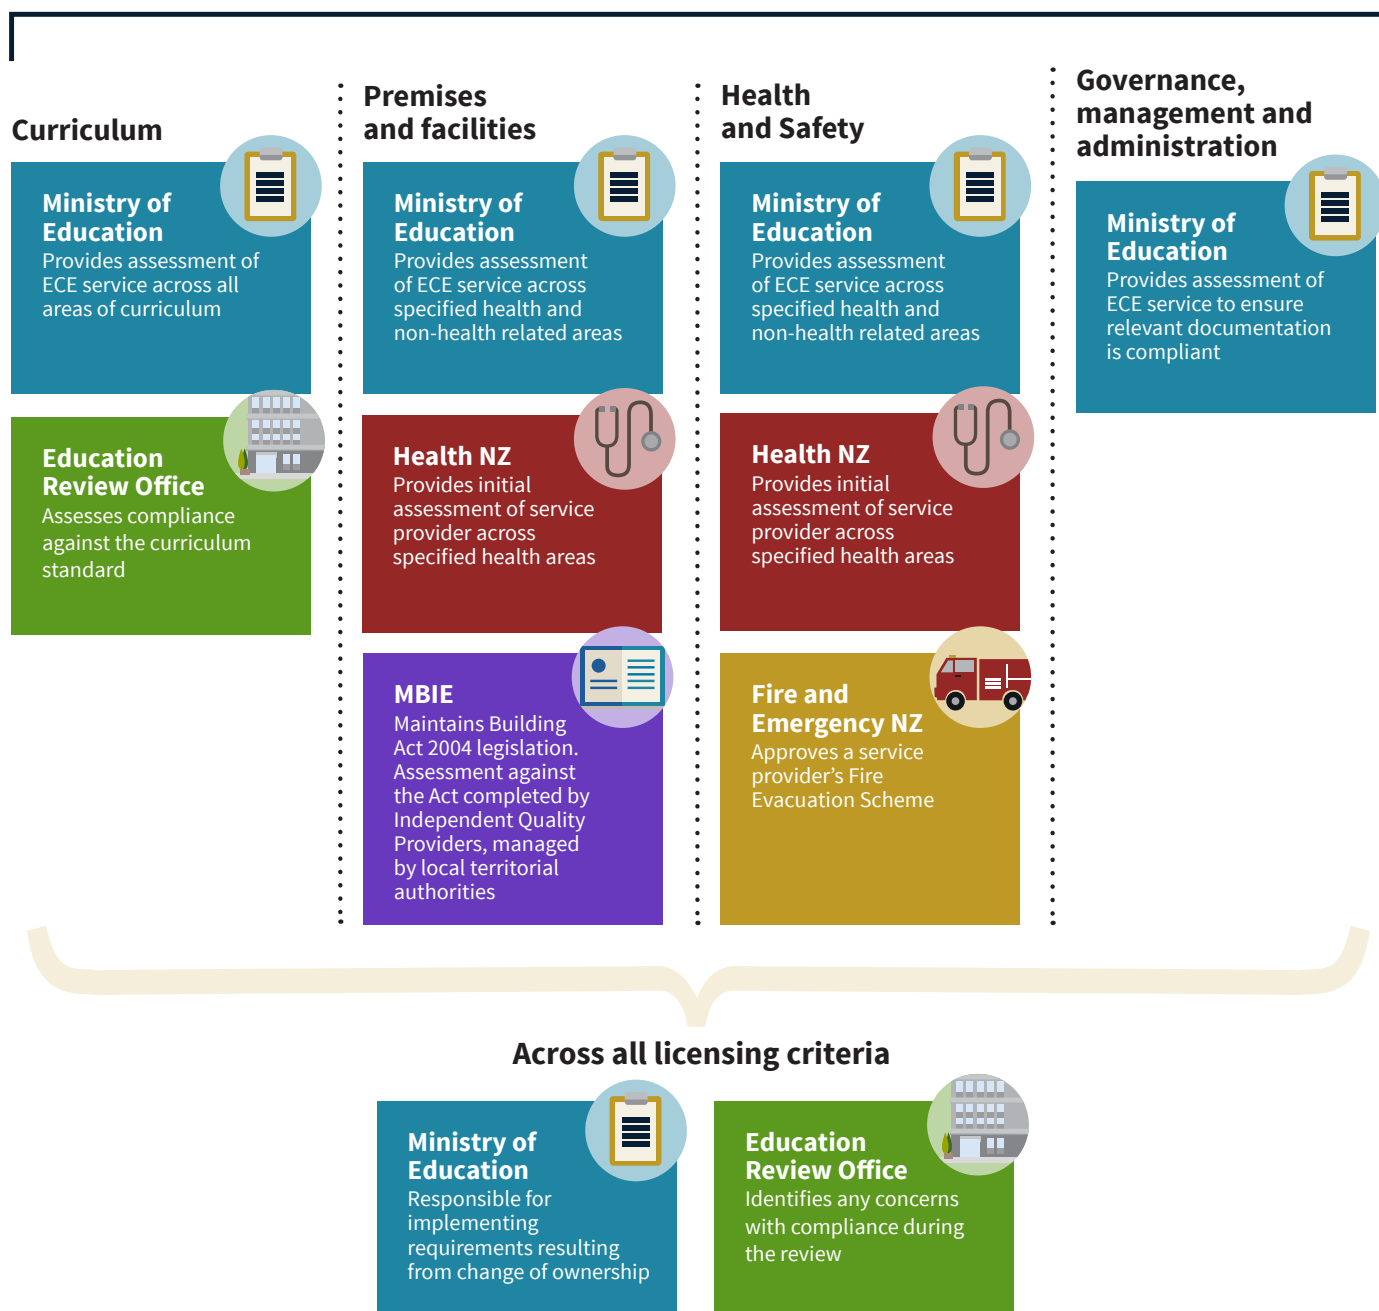 Curriculum
Ministry of
Education
Provides assessment of
ECE service across all
areas of curriculum
Education
Review Office
Assesses compliance
against the curriculum
standard
Premises
and facilities
Ministry of
Education
Provides assessment
of ECE service across
specified health and
non-health related areas
Health NZ
Provides initial
assessment of service
provider across
specified health areas
MBIE
Maintains Building
Act 2004 legislation.
Assessment against
the Act completed by
Independent Quality
Providers, managed
by local territorial
authorities
Health
and Safety
Ministry of
Education
Provides assessment
of ECE service across
specified health and
non-health related areas
Health NZ
Provides initial
assessment of service
provider across
specified health areas
Fire and
Emergency NZ
Approves a service
provider’s Fire
Evacuation Scheme
Governance,
management and
administration
Ministry of
Education
Provides assessment of
ECE service to ensure
relevant documentation
is compliant
Across all licensing criteria
Ministry of
Education
Responsible for
implementing
requirements resulting
from change of ownership
Education
Review Office
Identifies any concerns
with compliance during
the review